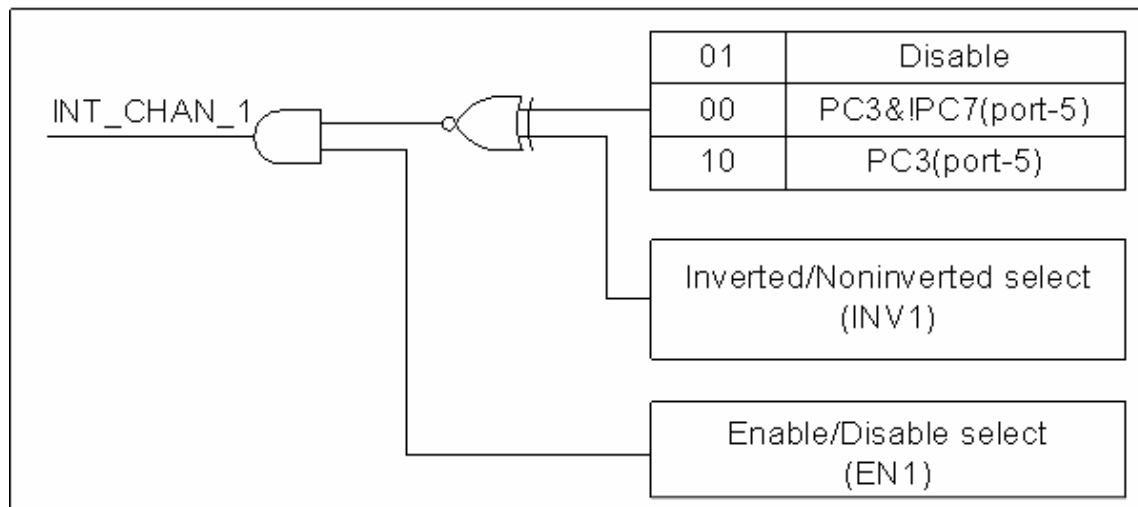 INT_CHAN_1
01 Disable
00 PC3&!PC7(port-5)
10 PC3(port-5)
Inverted/Noninverted select
(INV1)
Enable/Disable select
(EN1)